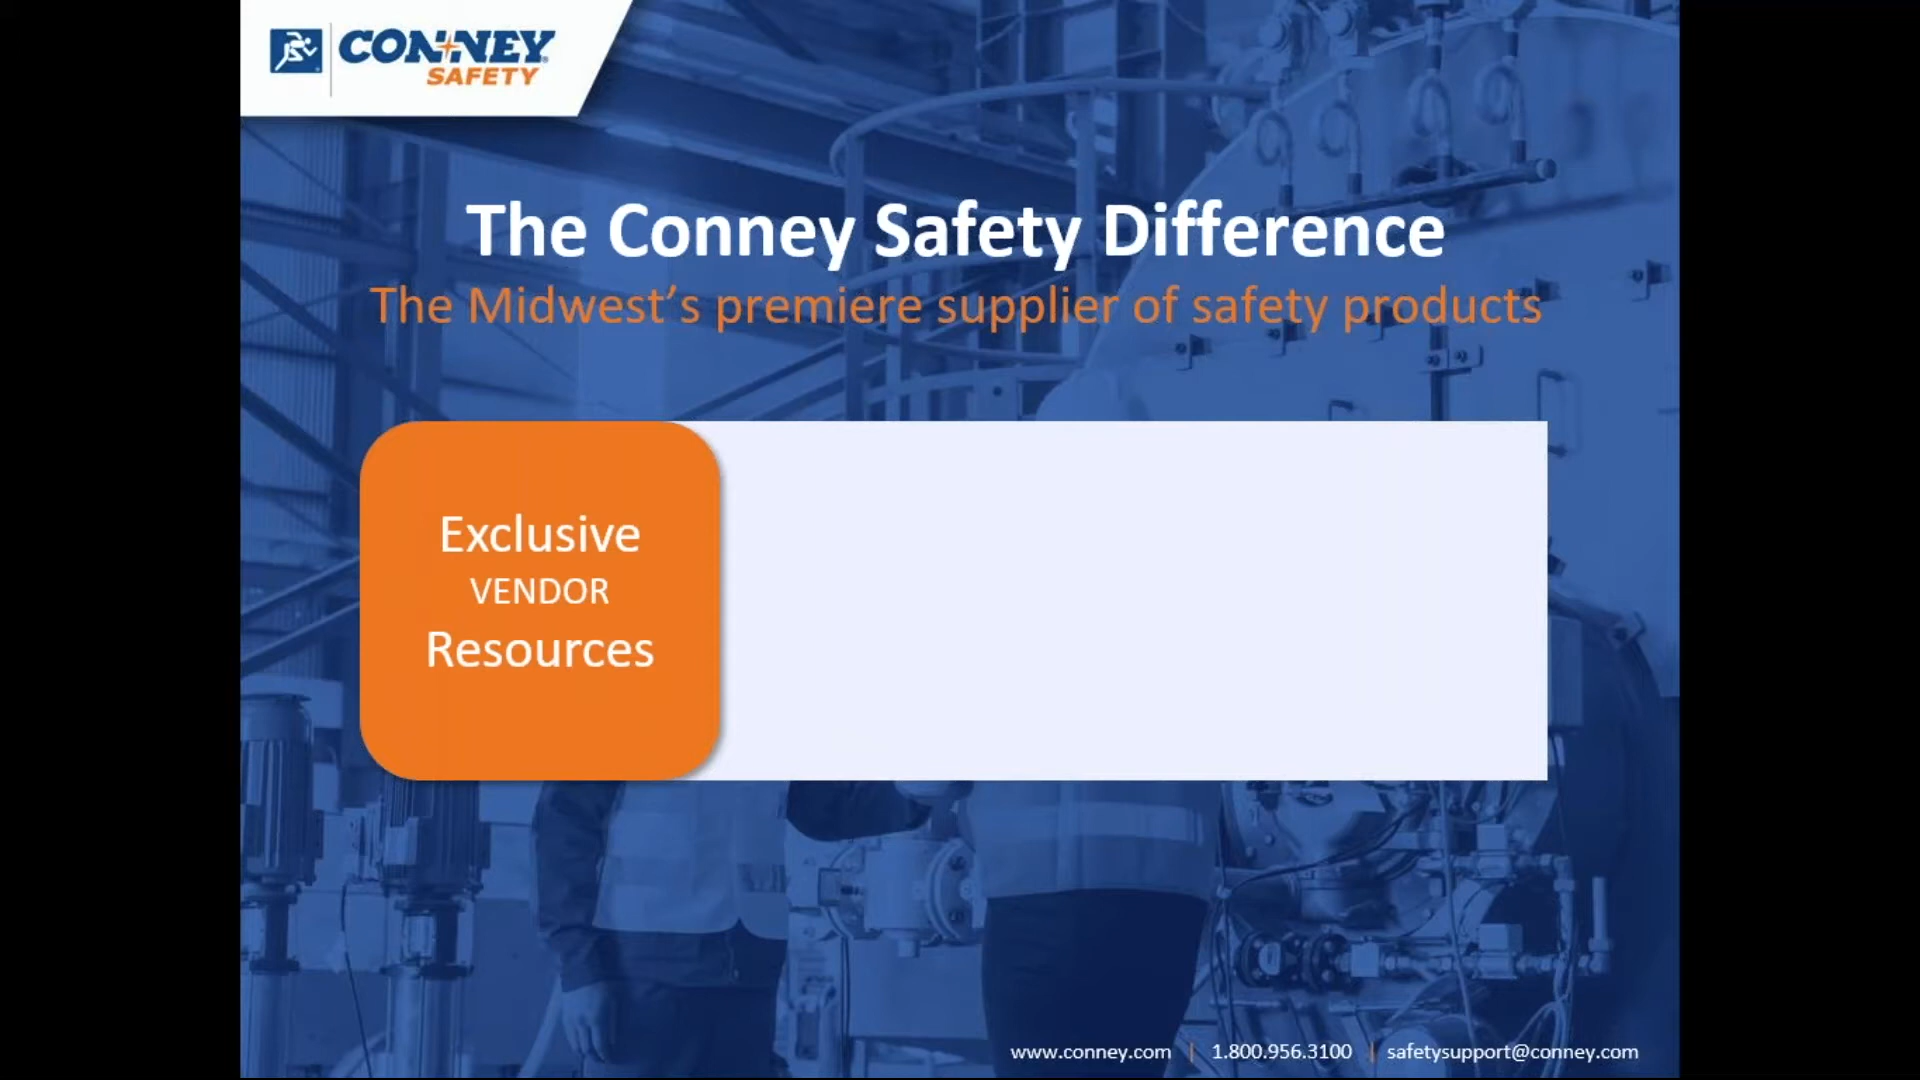 CONNEY
SAFETY
The Conney Safety Difference
The Midwest's premiere supplier of safety products
Exclusive
VENDOR
Resources
www.conney.com | 1.800.956.3100 | safetysupport@conney.com